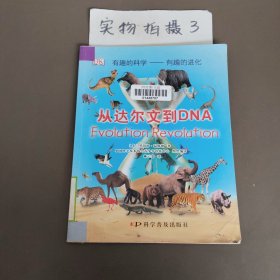 实物拍摄3
DK
有趣的科学——有趣的进化
从达尔文到DNA
Evolution Revolution
科学普及出版社